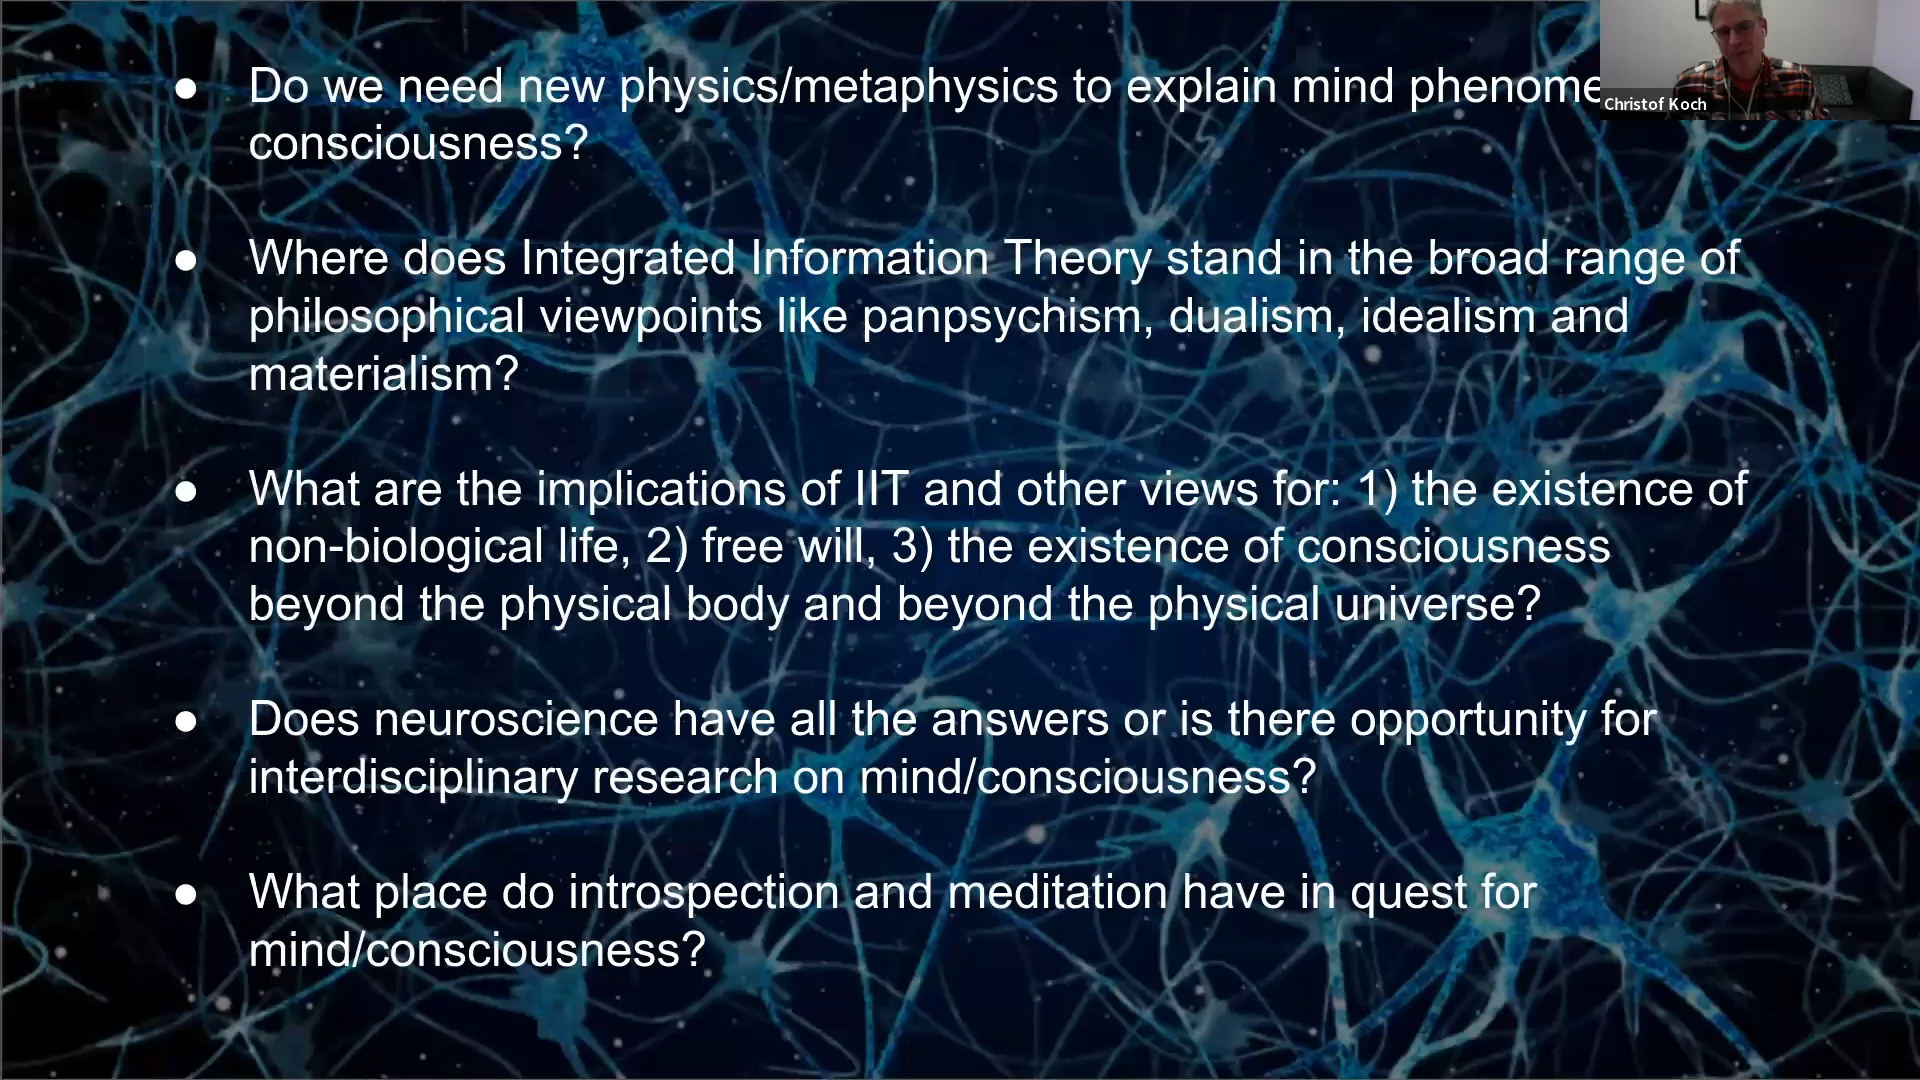 ● Do we need new physics/metaphysics to explain mind phenome
Christof Koch
consciousness?
● Where does Integrated Information Theory stand in the broad range of
philosophical viewpoints like panpsychism, dualism, idealism and
materialism?
● What are the implications of IIT and other views for: 1) the existence of
non-biological life, 2) free will, 3) the existence of consciousness
beyond the physical body and beyond the physical universe?
● Does neuroscience have all the answers or is there opportunity for
interdisciplinary research on mind/consciousness?
● What place do introspection and meditation have in quest for
mind/consciousness?